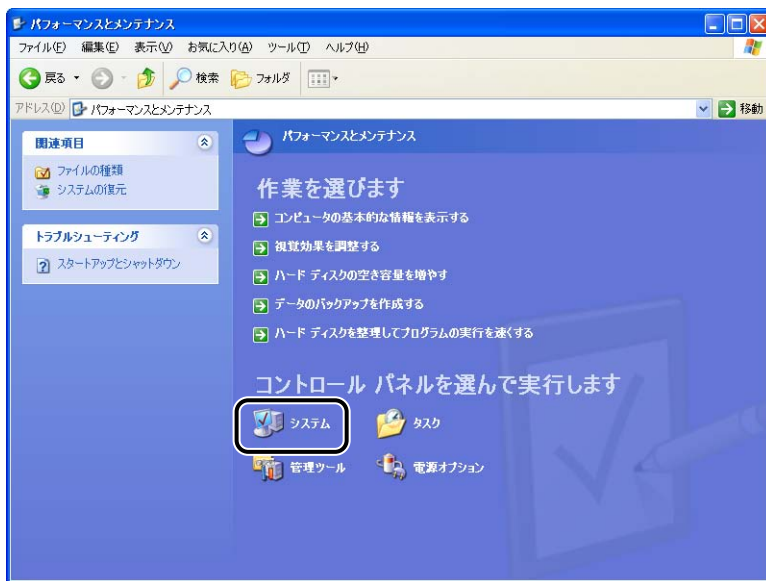 パフォーマンスとメンテナンス
ファイル(F) 編集(E) 表示(V) お気に入り(A) ツール(T) ヘルプ(H)
戻る 検索 フォルダ
アドレス(D) パフォーマンスとメンテナンス 移動
関連項目
ファイルの種類
システムの復元
トラブルシューティング
スタートアップとシャットダウン
パフォーマンスとメンテナンス
作業を選びます
コンピュータの基本的な情報を表示する
視覚効果を調整する
ハード ディスクの空き容量を増やす
データのバックアップを作成する
ハード ディスクを整理してプログラムの実行を速くする
コントロール パネルを選んで実行します
システム タスク
管理ツール 電源オプション